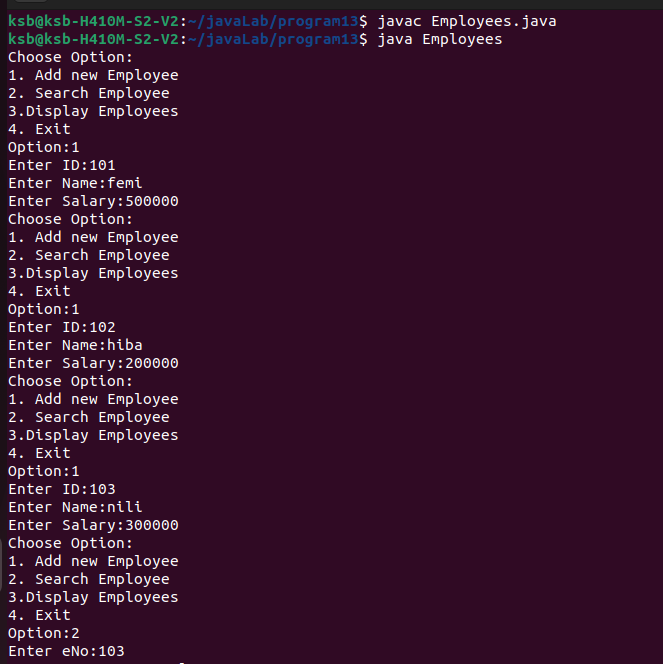 ksb@ksb-H410M-S2-V2:~/javaLab/program13$ javac Employees.java
ksb@ksb-H410M-S2-V2:~/javaLab/program13$ java Employees
Choose Option:
1. Add new Employee
2. Search Employee
3.Display Employees
4. Exit
Option:1
Enter ID:101
Enter Name:femi
Enter Salary:500000
Choose Option:
1. Add new Employee
2. Search Employee
3.Display Employees
4. Exit
Option:1
Enter ID:102
Enter Name:hiba
Enter Salary:200000
Choose Option:
1. Add new Employee
2. Search Employee
3.Display Employees
4. Exit
Option:1
Enter ID:103
Enter Name:nili
Enter Salary:300000
Choose Option:
1. Add new Employee
2. Search Employee
3.Display Employees
4. Exit
Option:2
Enter eNo:103